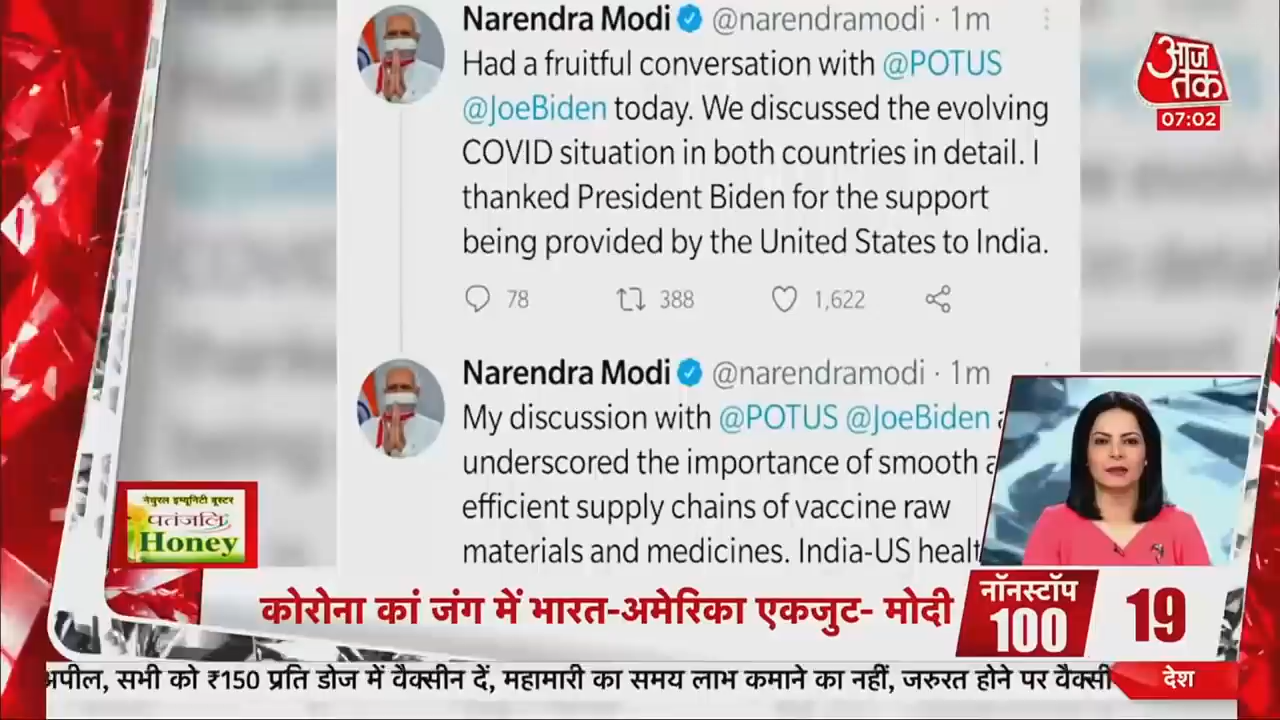 Narendra Modi @narendramodi · 1m
Had a fruitful conversation with @POTUS
@JoeBiden today. We discussed the evolving
COVID situation in both countries in detail. I
thanked President Biden for the support
being provided by the United States to India.
78 388 1,622
Narendra Modi @narendramodi · 1m
My discussion with @POTUS @JoeBiden
underscored the importance of smooth
efficient supply chains of vaccine raw
materials and medicines. India-US healt
आज
तक
07:02
नेचुरल इम्यूनिटी बूस्टर
पतंजलि
Honey
कोरोना कां जंग में भारत-अमेरिका एकजुट- मोदी
नॉनस्टॉप
100
19
अपील, सभी को ₹150 प्रति डोज में वैक्सीन दें, महामारी का समय लाभ कमाने का नहीं, जरुरत होने पर वैक्सी
देश